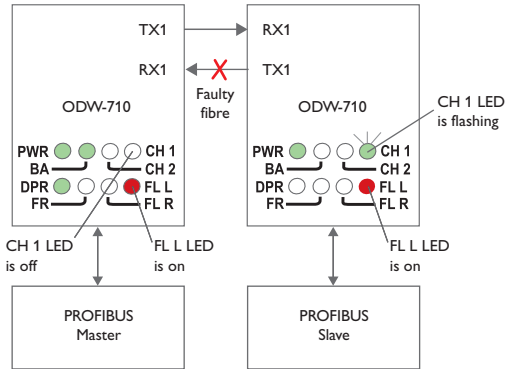 TX1 RX1
RX1 TX1
Faulty
fibre
ODW-710 ODW-710
CH 1 LED
is flashing
PWR CH 1 PWR CH 1
BA CH 2 BA CH 2
DPR FL L DPR FL L
FR FL R FR FL R
CH 1 LED
is off
FL L LED
is on
FL L LED
is on
PROFIBUS
Master
PROFIBUS
Slave